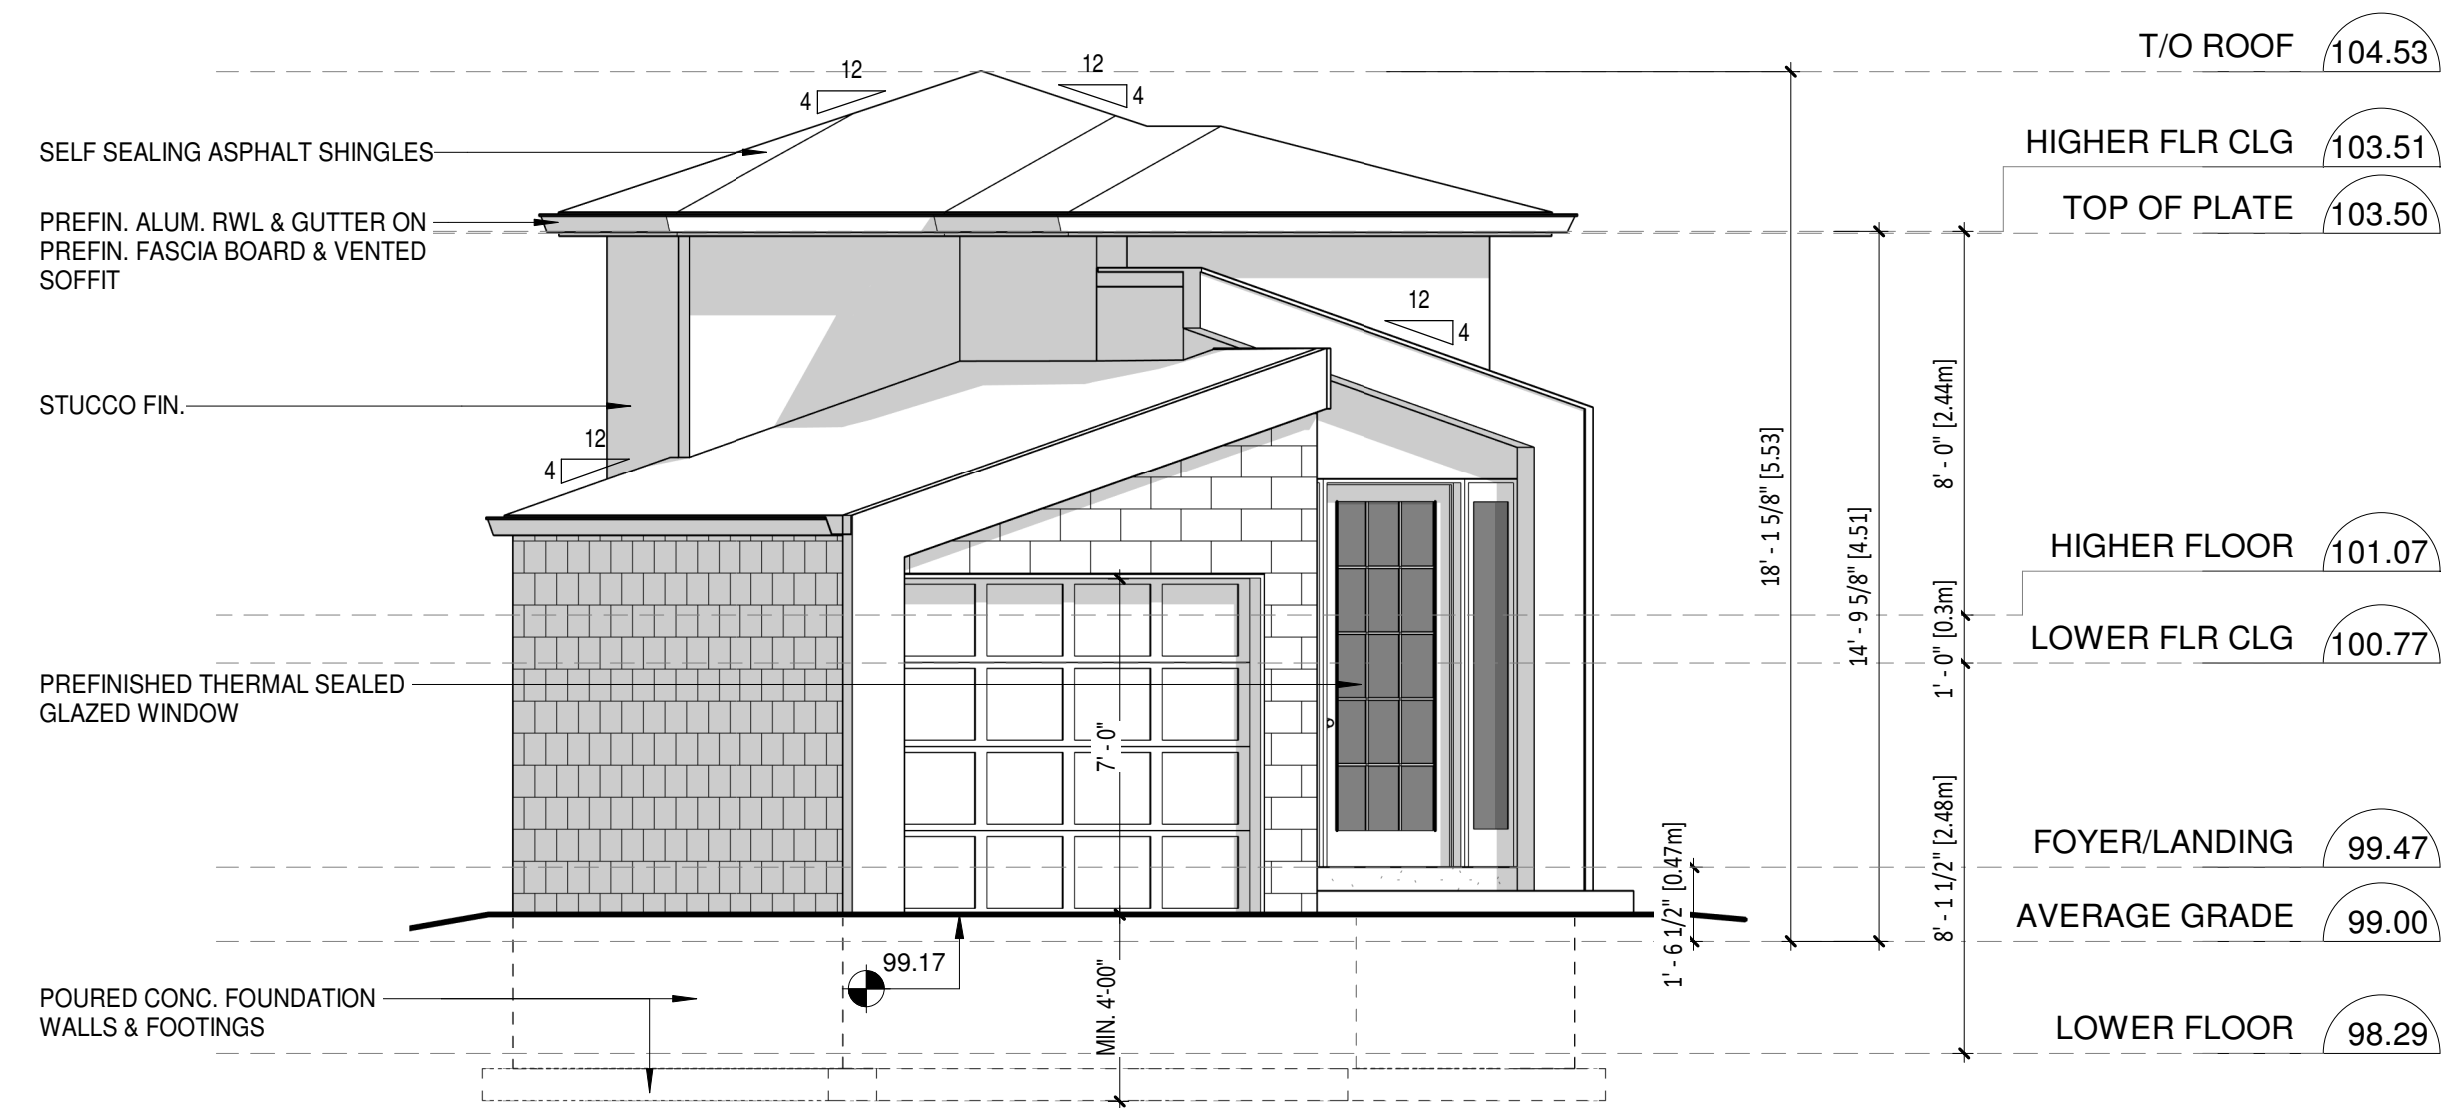 T/O ROOF 104.53
12
12
4
4
HIGHER FLR CLG 103.51
SELF SEALING ASPHALT SHINGLES
TOP OF PLATE 103.50
PREFIN. ALUM. RWL & GUTTER ON
PREFIN. FASCIA BOARD & VENTED
SOFFIT
12
4
8' - 0" [2.44m]
STUCCO FIN.
12
4
18' - 1 5/8" [5.53]
14' - 9 5/8" [4.51]
HIGHER FLOOR 101.07
1' - 0" [0.3m]
LOWER FLR CLG 100.77
PREFINISHED THERMAL SEALED
GLAZED WINDOW
7' - 0"
8' - 1 1/2" [2.48m]
1' - 6 1/2" [0.47m]
FOYER/LANDING 99.47
AVERAGE GRADE 99.00
99.17
MIN. 4'-00"
POURED CONC. FOUNDATION
WALLS & FOOTINGS
LOWER FLOOR 98.29